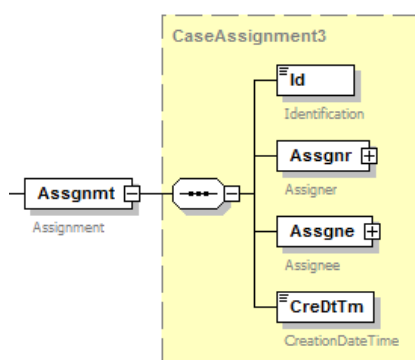 CaseAssignment3
Id
Identification
Assgnr
Assigner
Assgnmt
Assignment
Assgne
Assignee
CreDtTm
CreationDateTime